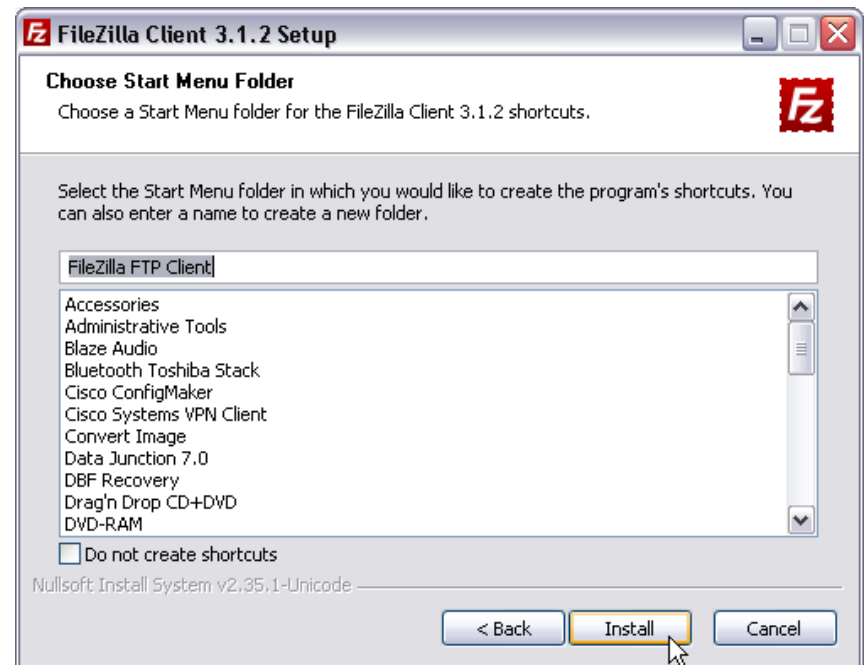 FileZilla Client 3.1.2 Setup
Choose Start Menu Folder
Choose a Start Menu folder for the FileZilla Client 3.1.2 shortcuts.
Fz
Select the Start Menu folder in which you would like to create the program's shortcuts. You
can also enter a name to create a new folder.
FileZilla FTP Client
Accessories
Administrative Tools
Blaze Audio
Bluetooth Toshiba Stack
Cisco ConfigMaker
Cisco Systems VPN Client
Convert Image
Data Junction 7.0
DBF Recovery
Drag'n Drop CD+DVD
DVD-RAM
Do not create shortcuts
Nullsoft Install System v2.35.1-Unicode
< Back Install Cancel